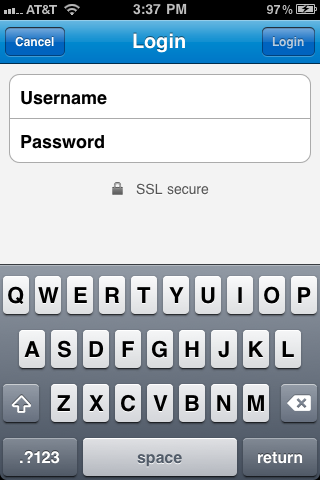 AT&T 3:37 PM 97%
Cancel Login Login
Username
Password
SSL secure
Q W E R T Y U I O P
A S D F G H J K L
Z X C V B N M
.?123 space return